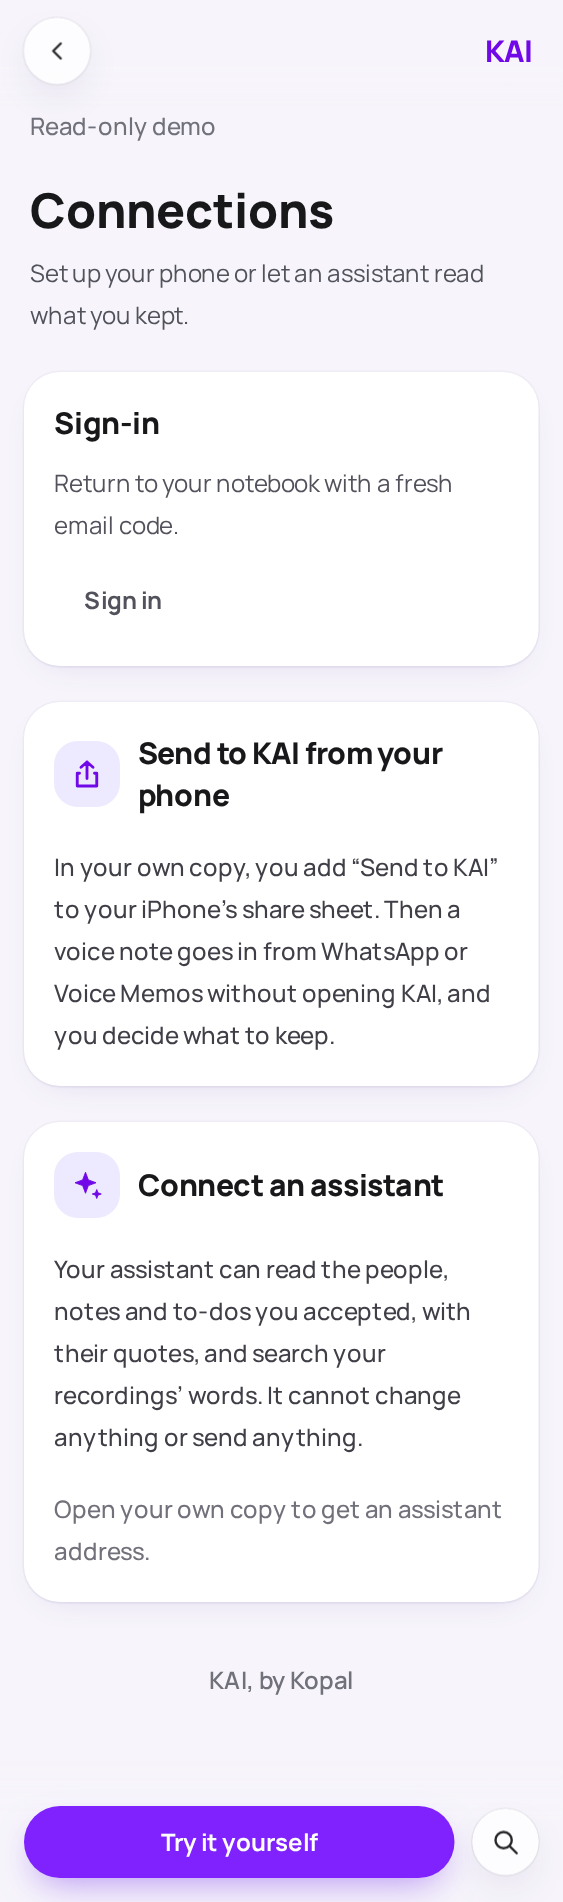 KAI
Read-only demo
Connections
Set up your phone or let an assistant read
what you kept.
Sign-in
Return to your notebook with a fresh
email code.
Sign in
Send to KAI from your
phone
In your own copy, you add “Send to KAI”
to your iPhone’s share sheet. Then a
voice note goes in from WhatsApp or
Voice Memos without opening KAI, and
you decide what to keep.
Connect an assistant
Your assistant can read the people,
notes and to-dos you accepted, with
their quotes, and search your
recordings’ words. It cannot change
anything or send anything.
Open your own copy to get an assistant
address.
KAI, by Kopal
Try it yourself